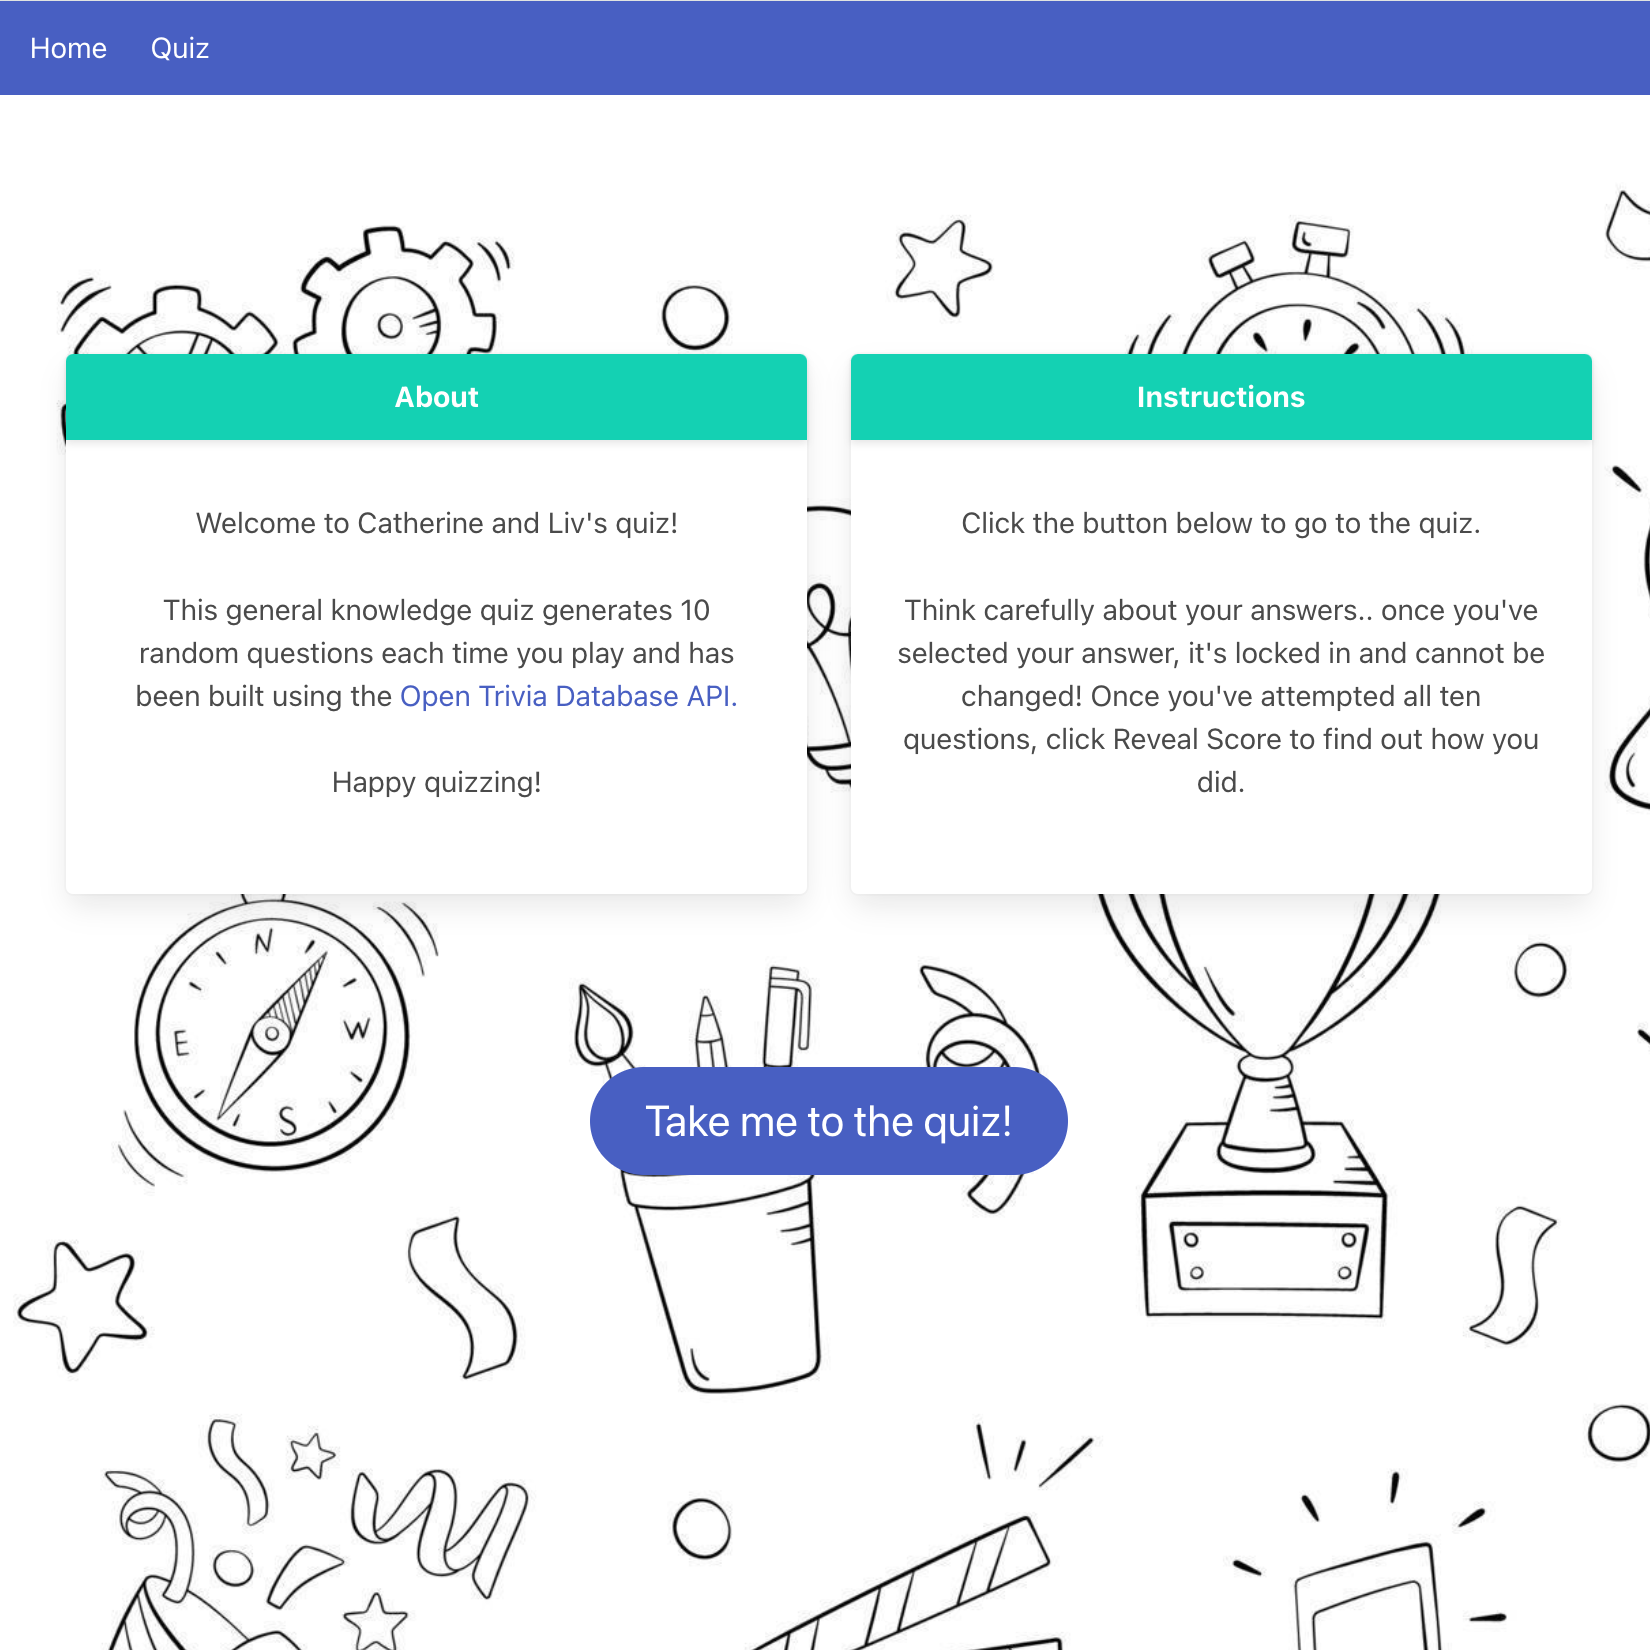 Home Quiz
About
Welcome to Catherine and Liv's quiz!
This general knowledge quiz generates 10
random questions each time you play and has
been built using the Open Trivia Database API.
Happy quizzing!
Instructions
Click the button below to go to the quiz.
Think carefully about your answers.. once you've
selected your answer, it's locked in and cannot be
changed! Once you've attempted all ten
questions, click Reveal Score to find out how you
did.
N
E
W
S
Take me to the quiz!